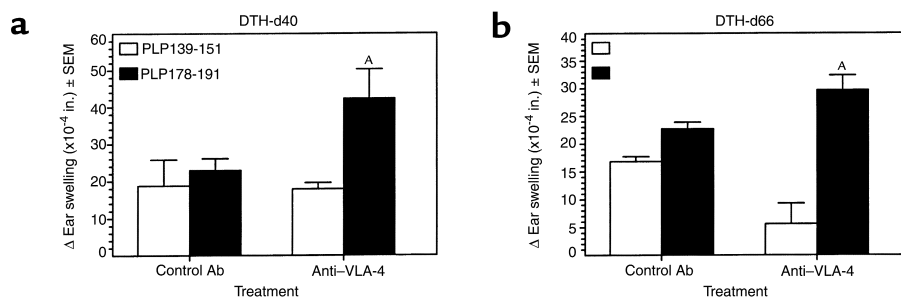 a
DTH-d40
Δ Ear swelling (x10⁻⁴ in.) ± SEM
60
50
40
30
20
10
0
PLP139-151
PLP178-191
A
Control Ab
Anti–VLA-4
Treatment
b
DTH-d66
Δ Ear swelling (x10⁻⁴ in.) ± SEM
40
35
30
25
20
15
10
5
0
A
Control Ab
Anti–VLA-4
Treatment